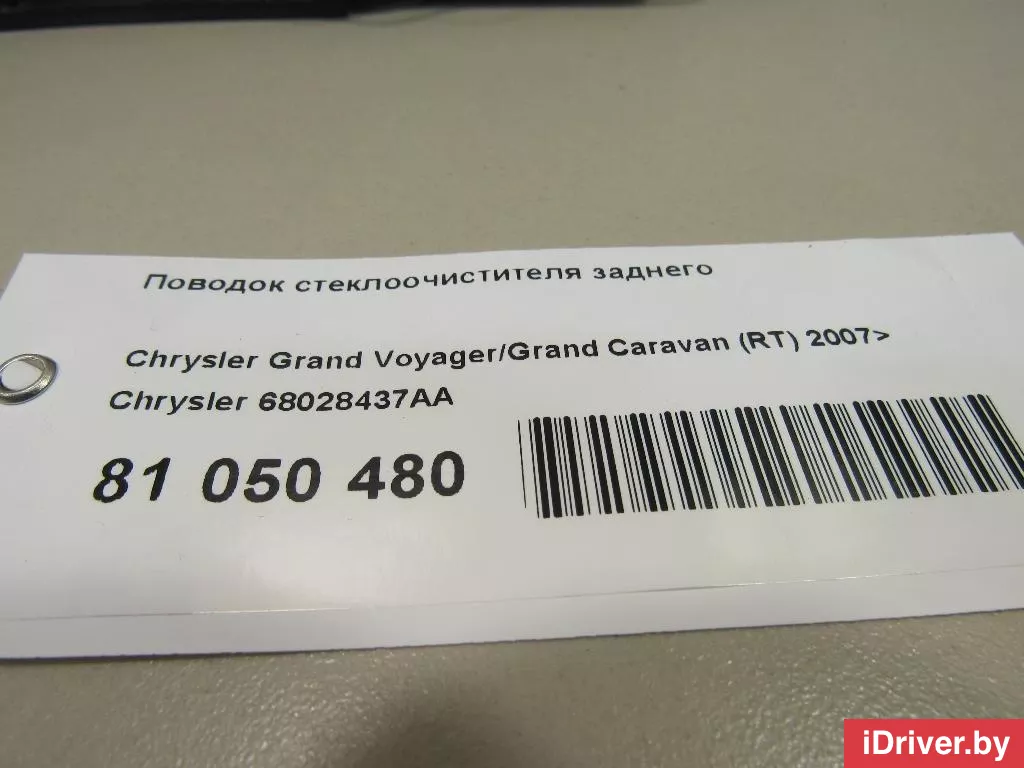 Поводок стеклоочистителя заднего
Chrysler Grand Voyager/Grand Caravan (RT) 2007>
Chrysler 68028437AA
81 050 480
iDriver.by